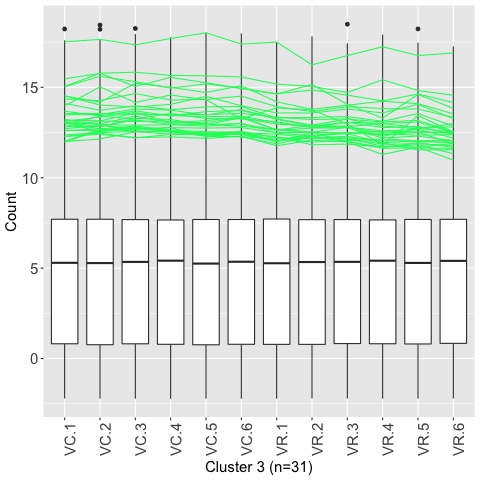 Count
15
10
5
0
VC.1
VC.2
VC.3
VC.4
VC.5
VC.6
VR.1
VR.2
VR.3
VR.4
VR.5
VR.6
Cluster 3 (n=31)